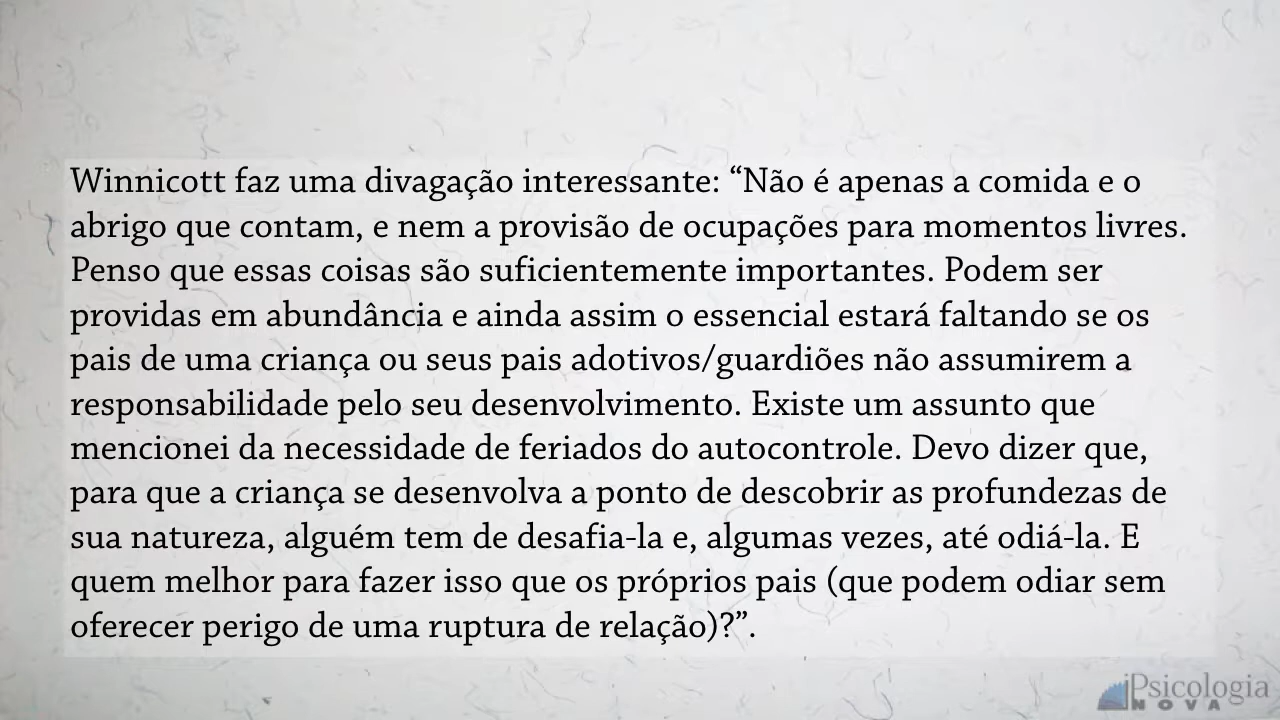 Winnicott faz uma divagação interessante: “Não é apenas a comida e o
abrigo que contam, e nem a provisão de ocupações para momentos livres.
Penso que essas coisas são suficientemente importantes. Podem ser
providas em abundância e ainda assim o essencial estará faltando se os
pais de uma criança ou seus pais adotivos/guardiões não assumirem a
responsabilidade pelo seu desenvolvimento. Existe um assunto que
mencionei da necessidade de feriados do autocontrole. Devo dizer que,
para que a criança se desenvolva a ponto de descobrir as profundezas de
sua natureza, alguém tem de desafia-la e, algumas vezes, até odiá-la. E
quem melhor para fazer isso que os próprios pais (que podem odiar sem
oferecer perigo de uma ruptura de relação)?”.
Psicologia
NOVA